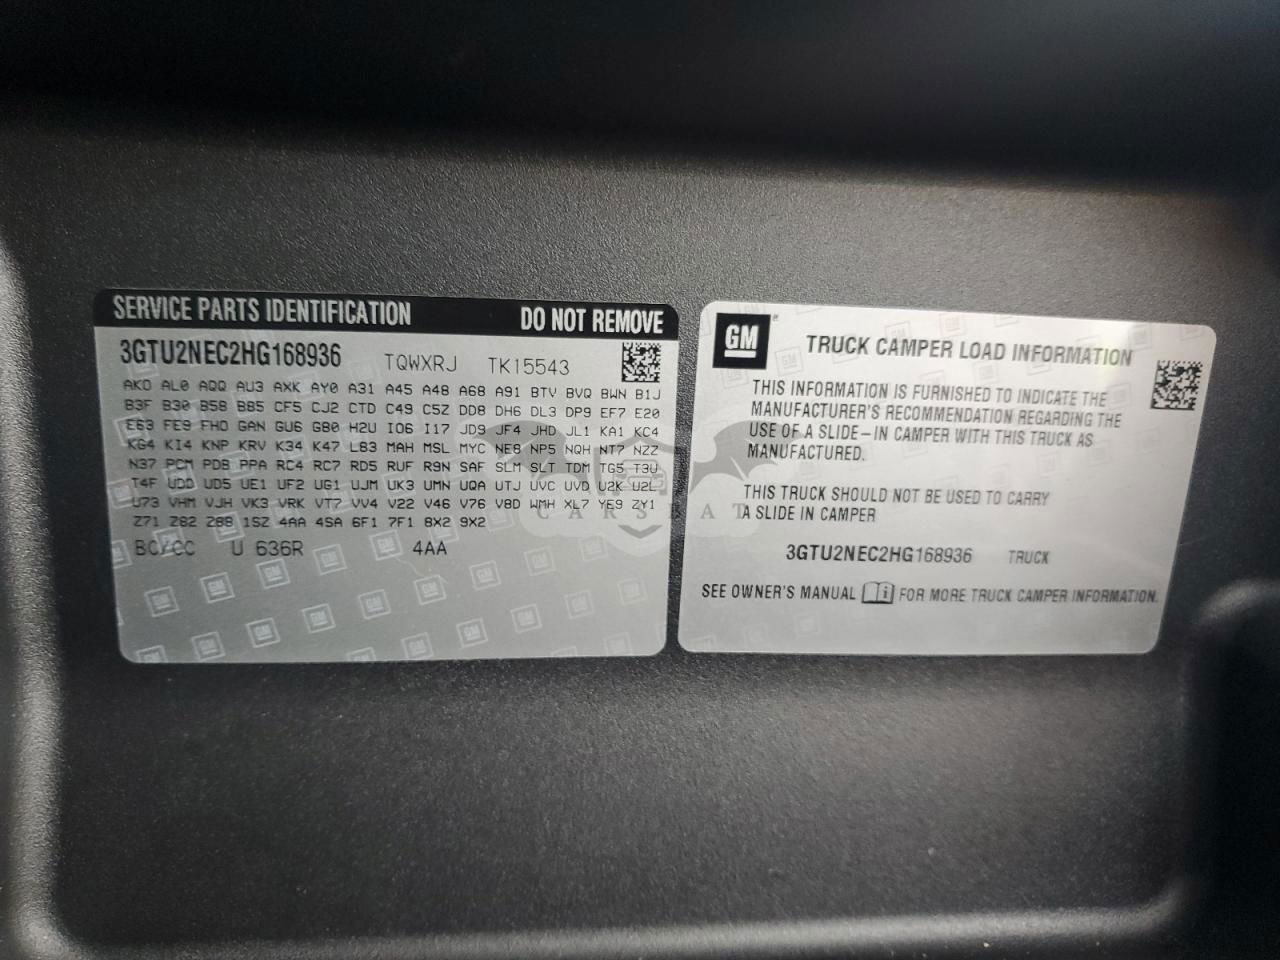 SERVICE PARTS IDENTIFICATION DO NOT REMOVE
3GTU2NEC2HG168936 TQWXRJ TK15543
AKO AL0 AQQ AU3 AXK AY0 A31 A45 A48 A68 A91 BTV BVQ BWN B1J
B3F B30 B58 B85 CF5 CJ2 CTD C49 C5Z DD8 DH6 DL3 DP9 EF7 E20
E63 FE9 FHO GAN GU6 G80 H2U IO6 I17 JD9 JF4 JHD JL1 KA1 KC4
KG4 KI4 KNP KRV K34 K47 L83 MAH MSL MYC NE8 NP5 NQH NT7 NZZ
N37 PCM PD8 PPA RC4 RC7 RD5 RUF R9N SAF SLM SLT TDM TG5 T3U
T4F UDD UD5 UE1 UF2 UG1 UJM UK3 UMN UQA UTJ UVC UVD U2K U2L
U73 VHM VJH VK3 VRK VT7 VV4 V22 V46 V76 V8D WMH XL7 YE9 ZY1
Z71 Z82 Z88 1SZ 4AA 4SA 6F1 7F1 8X2 9X2
BC/CC U 636R 4AA
GM
TRUCK CAMPER LOAD INFORMATION
THIS INFORMATION IS FURNISHED TO INDICATE THE
MANUFACTURER'S RECOMMENDATION REGARDING THE
USE OF A SLIDE-IN CAMPER WITH THIS TRUCK AS
MANUFACTURED.
THIS TRUCK SHOULD NOT BE USED TO CARRY
A SLIDE IN CAMPER
3GTU2NEC2HG168936 TRUCK
SEE OWNER'S MANUAL i FOR MORE TRUCK CAMPER INFORMATION.
CARSBAT